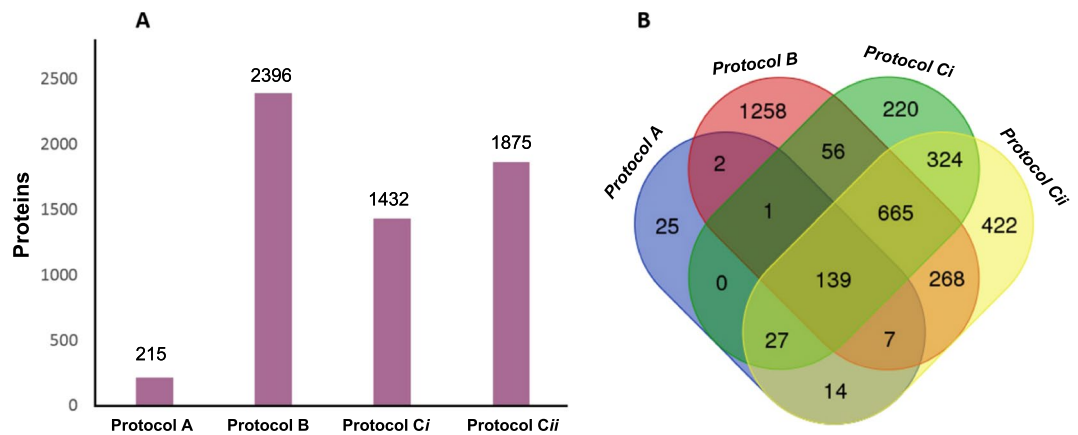 A
Proteins
2500
2000
1500
1000
500
0
215
2396
1432
1875
Protocol A
Protocol B
Protocol Ci
Protocol Cii
B
Protocol A
Protocol B
Protocol Ci
Protocol Cii
1258
220
2
56
324
25
1
665
422
0
139
268
27
7
14